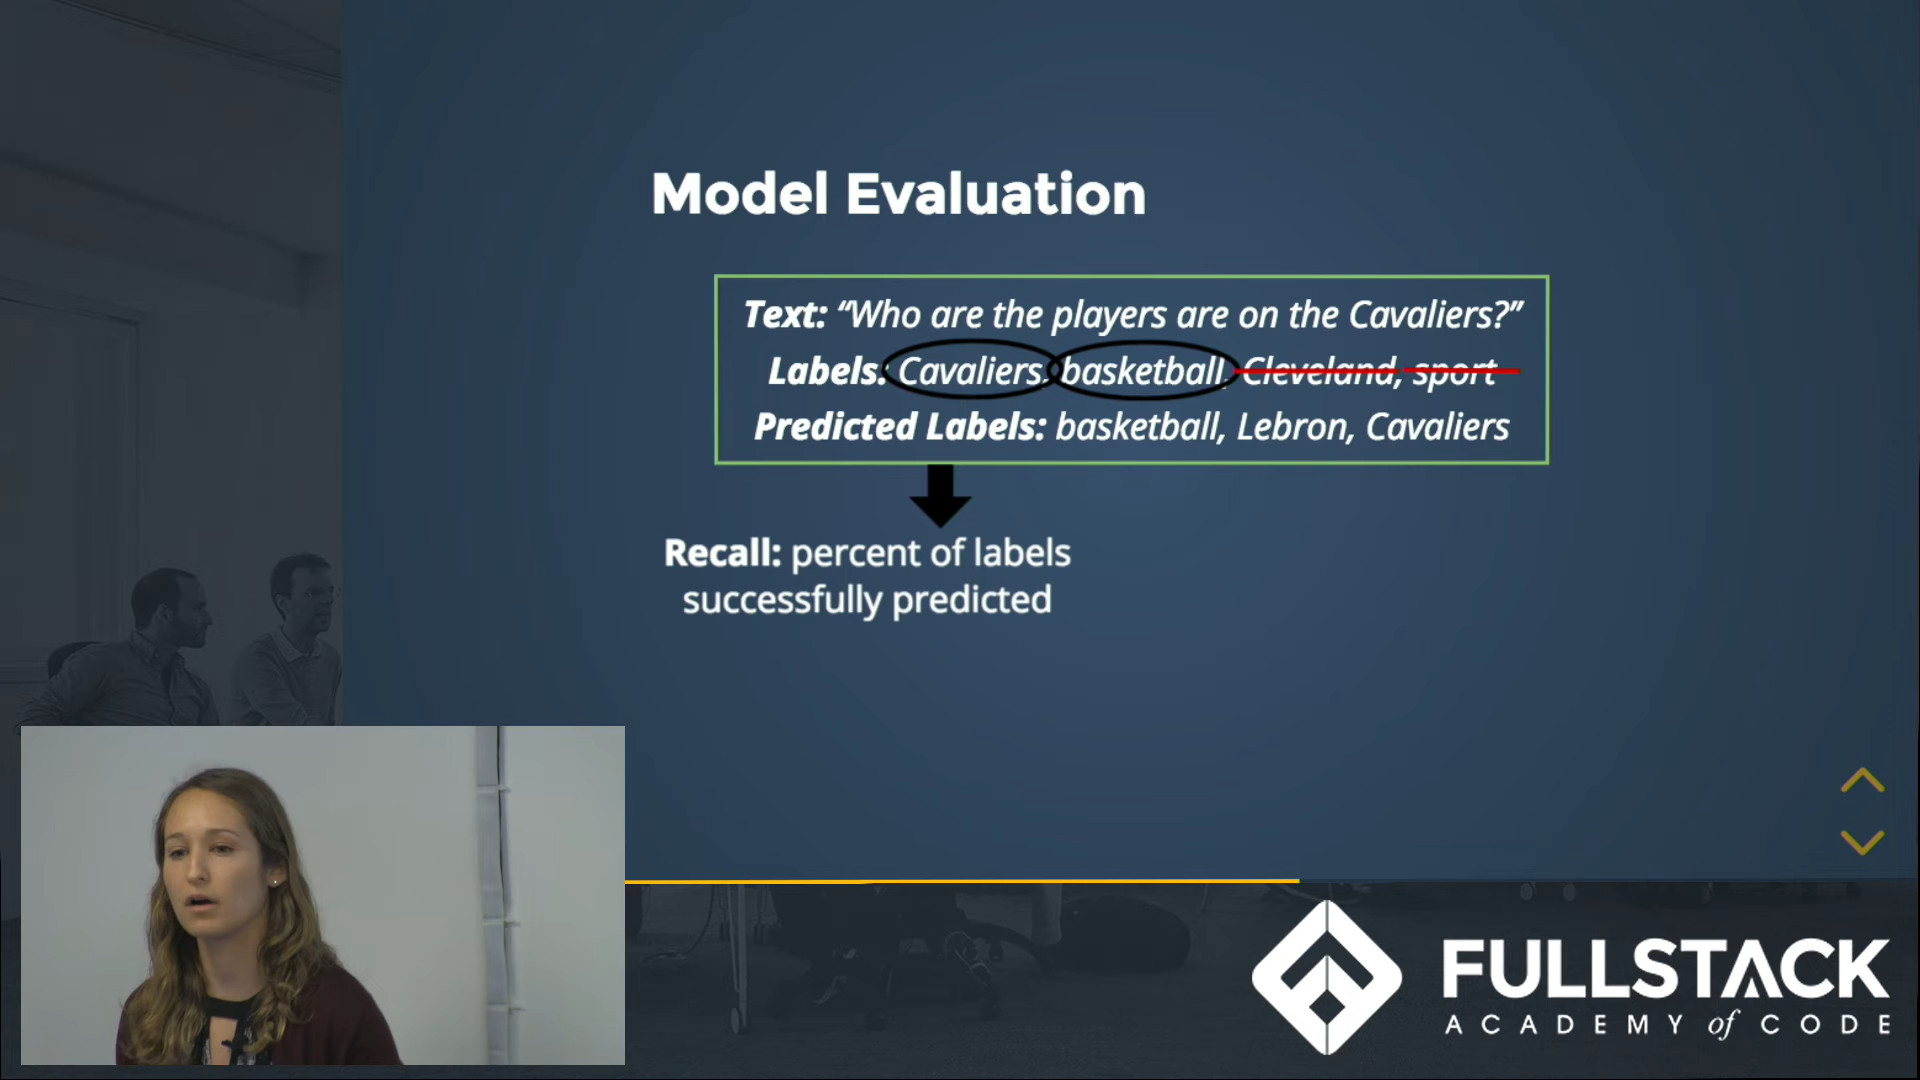 Model Evaluation
Text: “Who are the players are on the Cavaliers?”
Labels: Cavaliers, basketball, Cleveland, sport
Predicted Labels: basketball, Lebron, Cavaliers
Recall: percent of labels
successfully predicted
FULLSTACK
ACADEMY of CODE